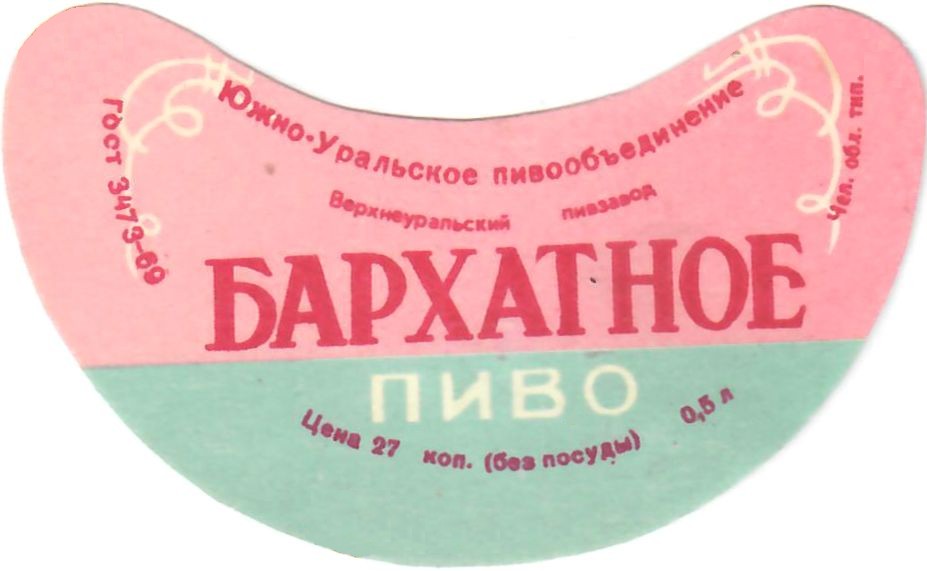 Южно-Уральское пивообъединение
Верхнеуральский пивзавод
ГОСТ 3473-69
Чел. обл. тип.
БАРХАТНОЕ
ПИВО
Цена 27 коп. (без посуды) 0,5 л